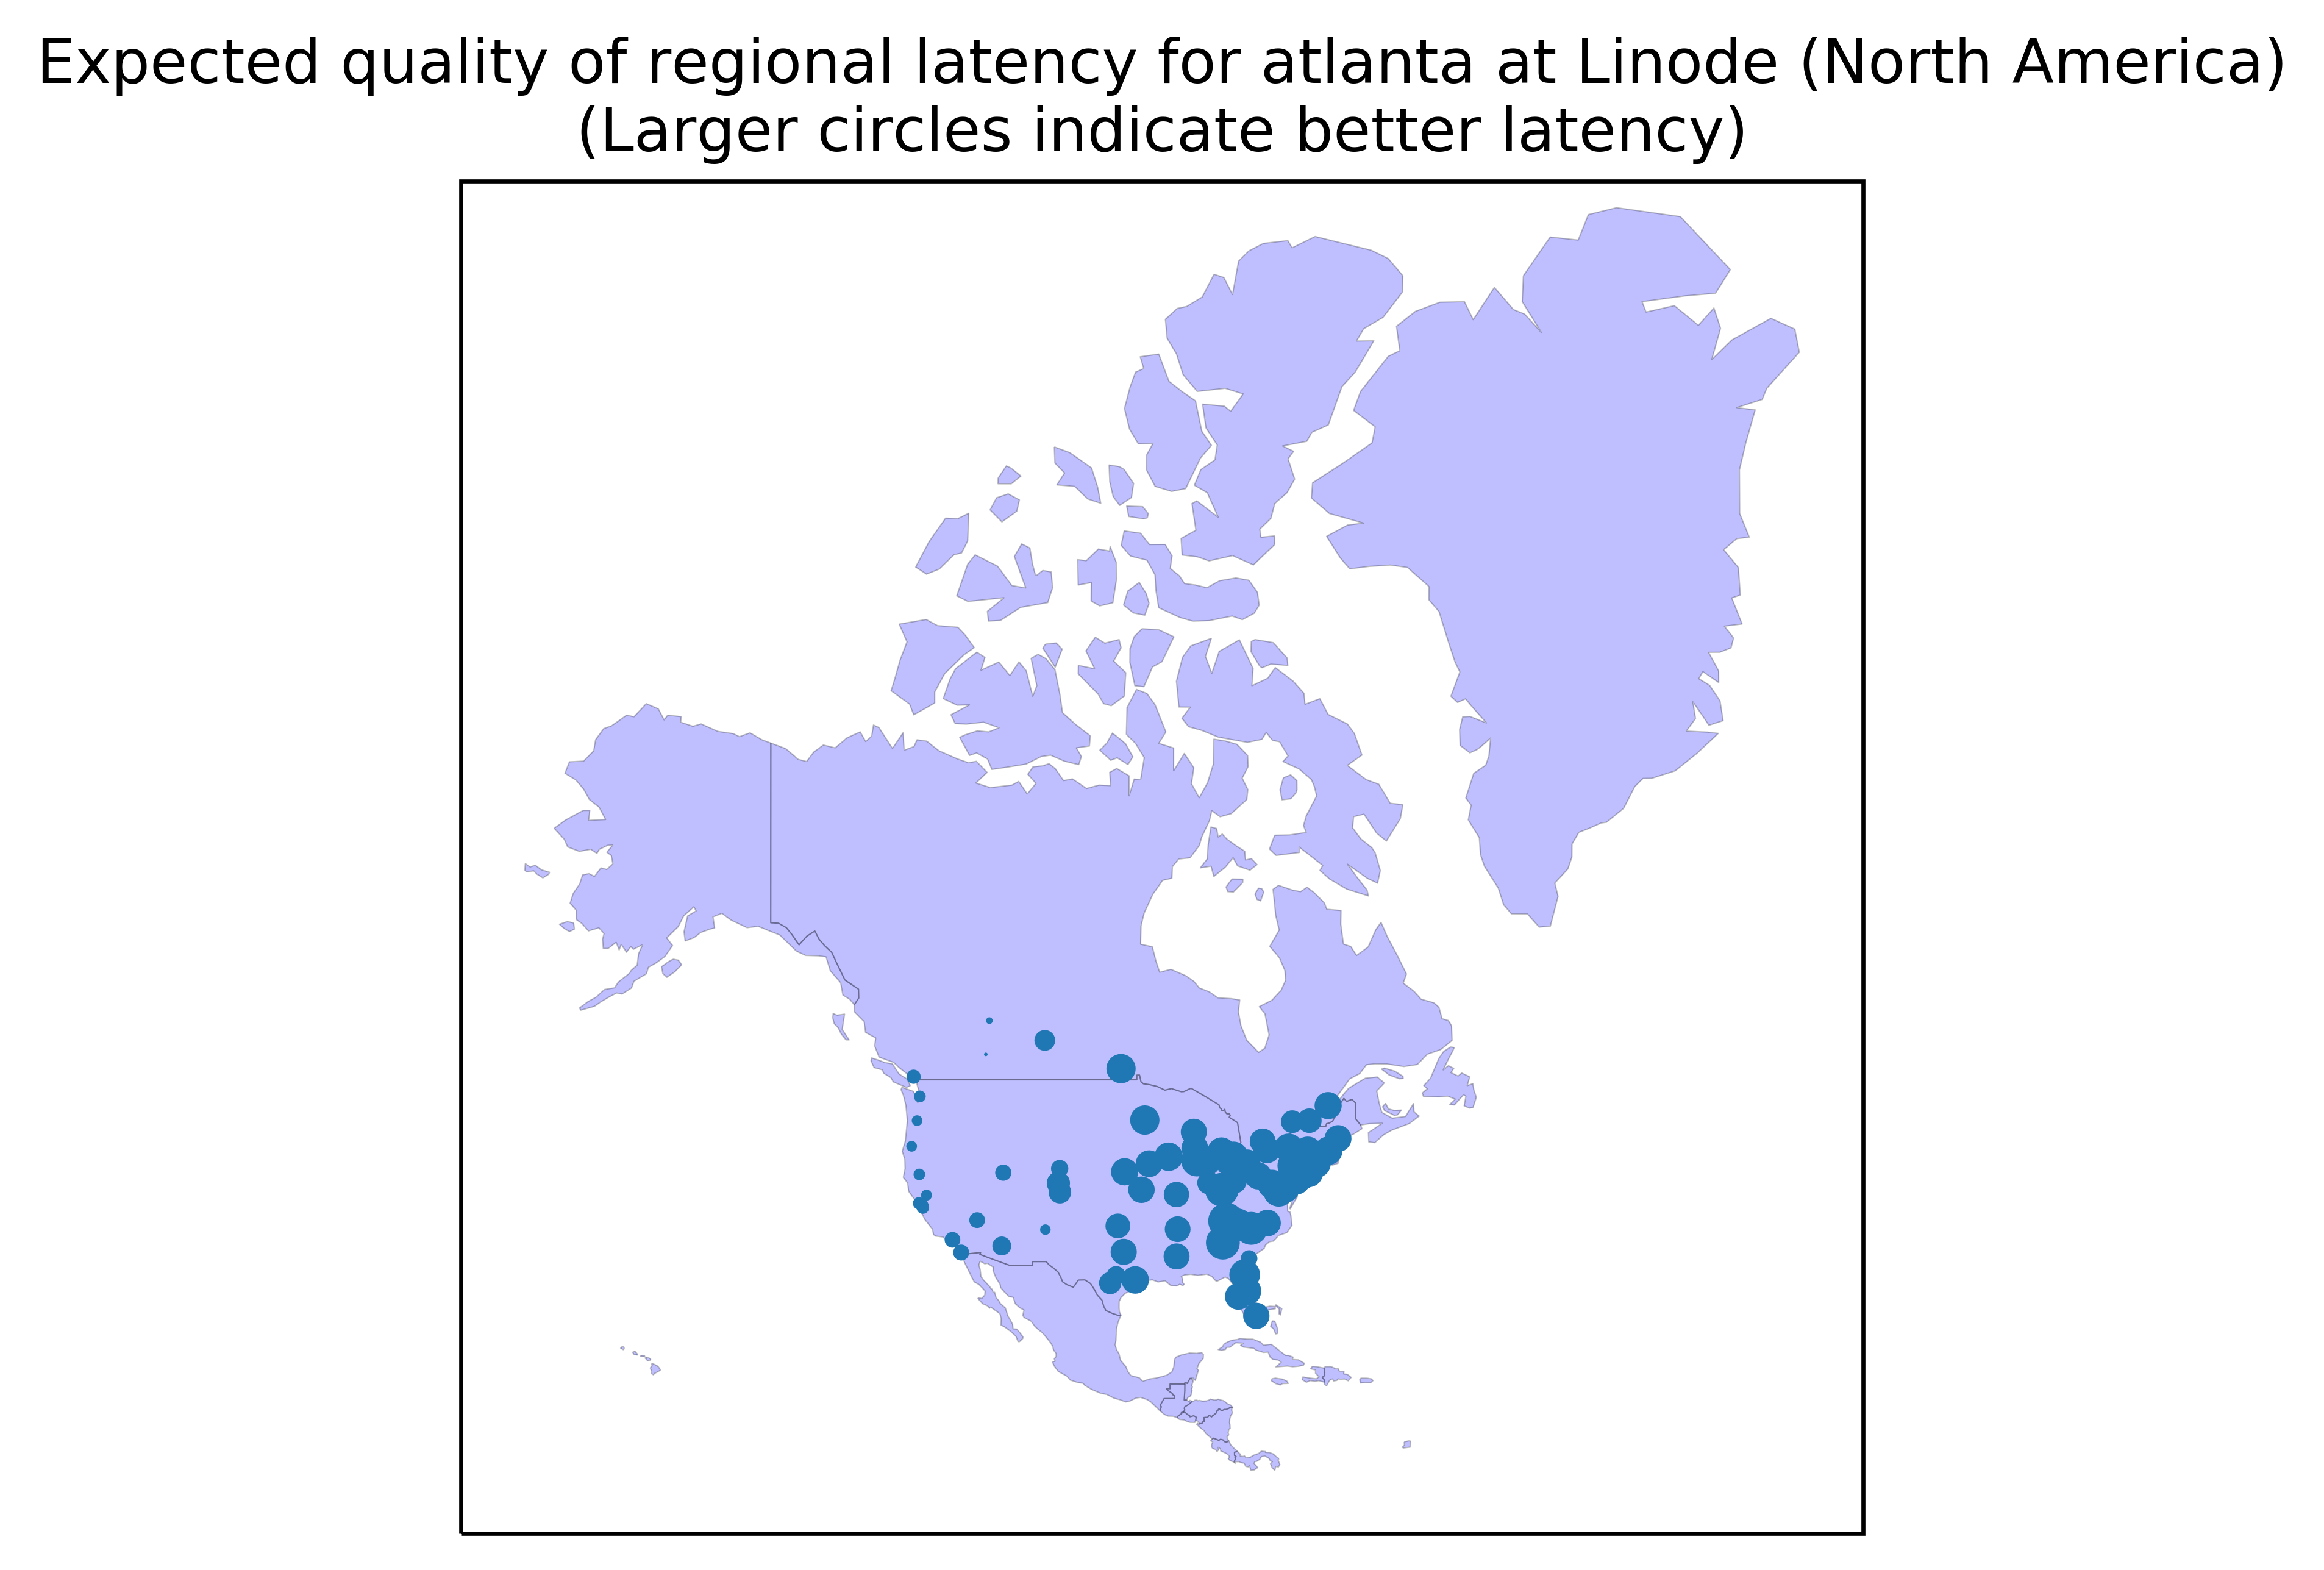 Expected quality of regional latency for atlanta at Linode (North America)
(Larger circles indicate better latency)